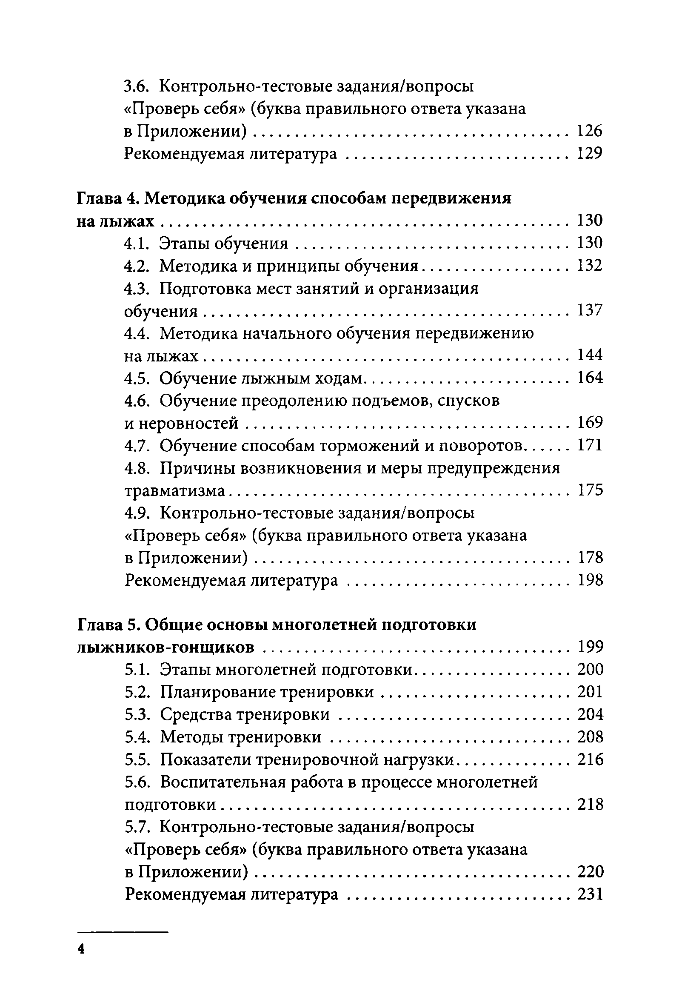 3.6. Контрольно-тестовые задания/вопросы
«Проверь себя» (буква правильного ответа указана
в Приложении) . . . . . . . . . . . . . . . . . . . . . . . . . . . . . . . . . . . . . . 126
Рекомендуемая литература . . . . . . . . . . . . . . . . . . . . . . . . . . . 129
Глава 4. Методика обучения способам передвижения
на лыжах . . . . . . . . . . . . . . . . . . . . . . . . . . . . . . . . . . . . . . . . . . . . . . . . . 130
4.1. Этапы обучения . . . . . . . . . . . . . . . . . . . . . . . . . . . . . . . . . 130
4.2. Методика и принципы обучения. . . . . . . . . . . . . . . . . . 132
4.3. Подготовка мест занятий и организация
обучения . . . . . . . . . . . . . . . . . . . . . . . . . . . . . . . . . . . . . . . . . . . . 137
4.4. Методика начального обучения передвижению
на лыжах . . . . . . . . . . . . . . . . . . . . . . . . . . . . . . . . . . . . . . . . . . . . 144
4.5. Обучение лыжным ходам. . . . . . . . . . . . . . . . . . . . . . . . . 164
4.6. Обучение преодолению подъемов, спусков
и неровностей . . . . . . . . . . . . . . . . . . . . . . . . . . . . . . . . . . . . . . . 169
4.7. Обучение способам торможений и поворотов. . . . . . 171
4.8. Причины возникновения и меры предупреждения
травматизма . . . . . . . . . . . . . . . . . . . . . . . . . . . . . . . . . . . . . . . . . 175
4.9. Контрольно-тестовые задания/вопросы
«Проверь себя» (буква правильного ответа указана
в Приложении) . . . . . . . . . . . . . . . . . . . . . . . . . . . . . . . . . . . . . . 178
Рекомендуемая литература . . . . . . . . . . . . . . . . . . . . . . . . . . . 198
Глава 5. Общие основы многолетней подготовки
лыжников-гонщиков . . . . . . . . . . . . . . . . . . . . . . . . . . . . . . . . . . . . . 199
5.1. Этапы многолетней подготовки. . . . . . . . . . . . . . . . . . . 200
5.2. Планирование тренировки . . . . . . . . . . . . . . . . . . . . . . . 201
5.3. Средства тренировки . . . . . . . . . . . . . . . . . . . . . . . . . . . . 204
5.4. Методы тренировки . . . . . . . . . . . . . . . . . . . . . . . . . . . . . 208
5.5. Показатели тренировочной нагрузки. . . . . . . . . . . . . . 216
5.6. Воспитательная работа в процессе многолетней
подготовки . . . . . . . . . . . . . . . . . . . . . . . . . . . . . . . . . . . . . . . . . . 218
5.7. Контрольно-тестовые задания/вопросы
«Проверь себя» (буква правильного ответа указана
в Приложении) . . . . . . . . . . . . . . . . . . . . . . . . . . . . . . . . . . . . . . 220
Рекомендуемая литература . . . . . . . . . . . . . . . . . . . . . . . . . . . 231
4